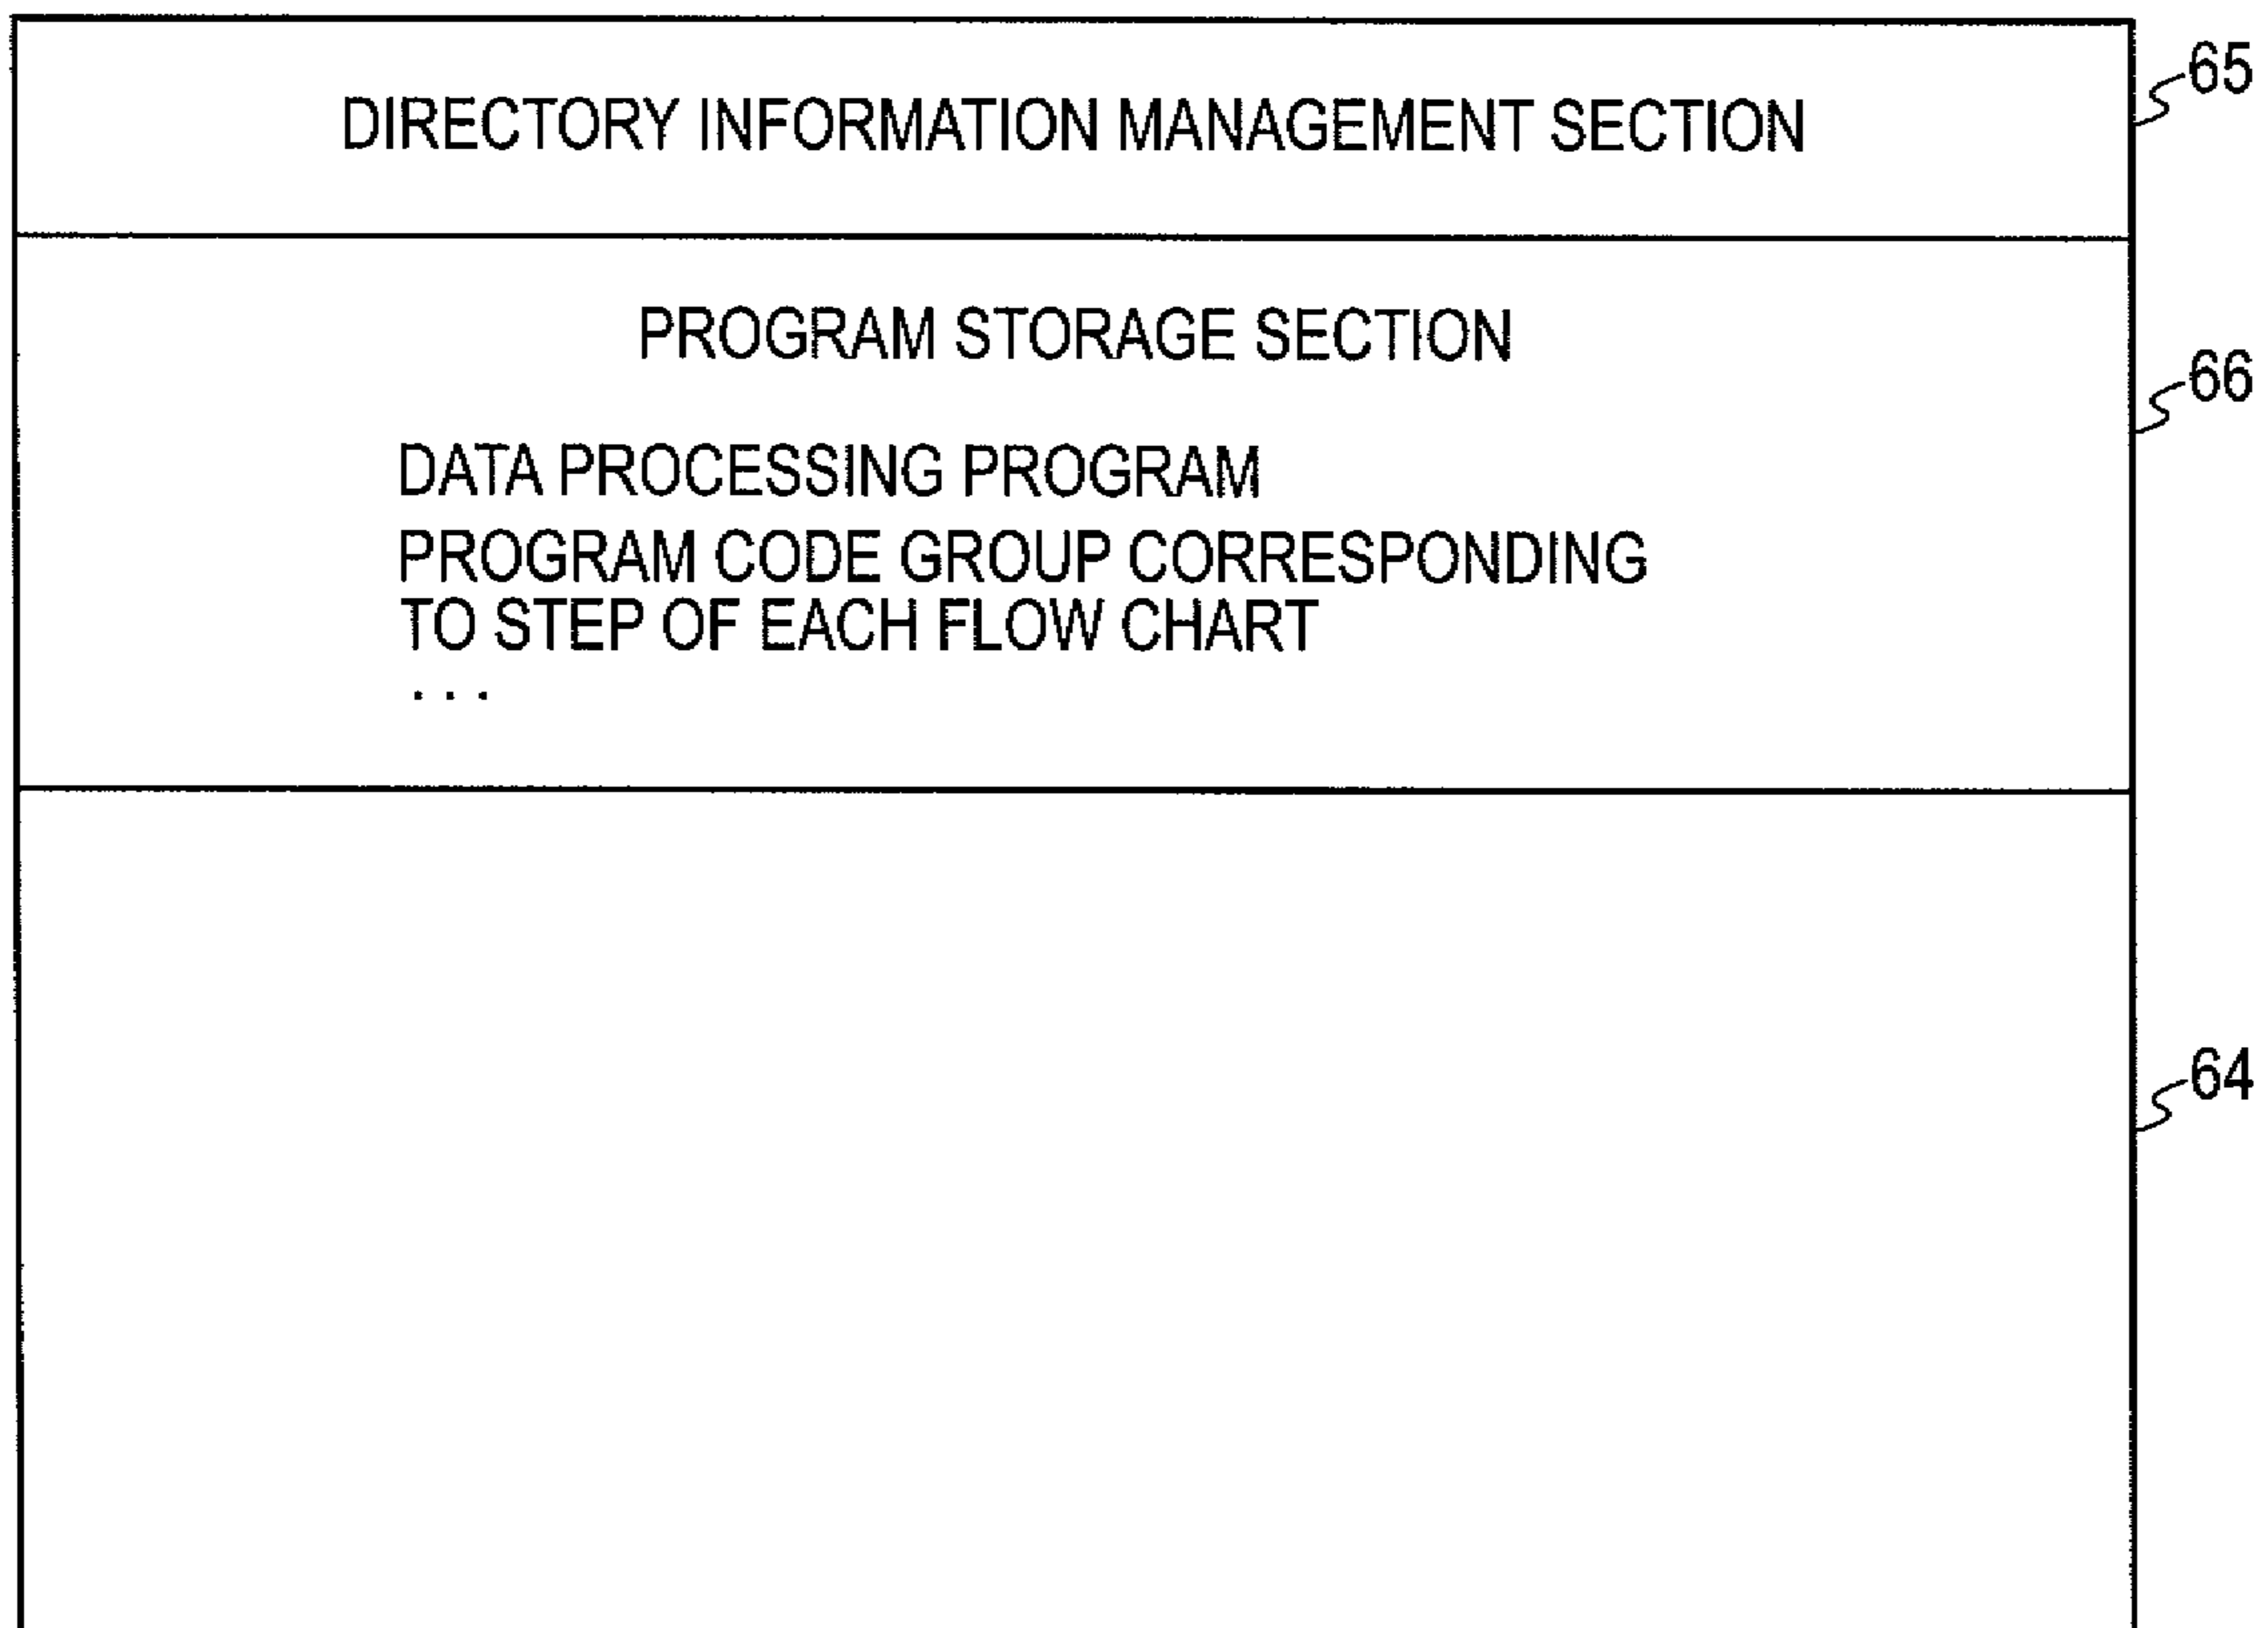 65
DIRECTORY INFORMATION MANAGEMENT SECTION
PROGRAM STORAGE SECTION
66
DATA PROCESSING PROGRAM
PROGRAM CODE GROUP CORRESPONDING
TO STEP OF EACH FLOW CHART
...
64